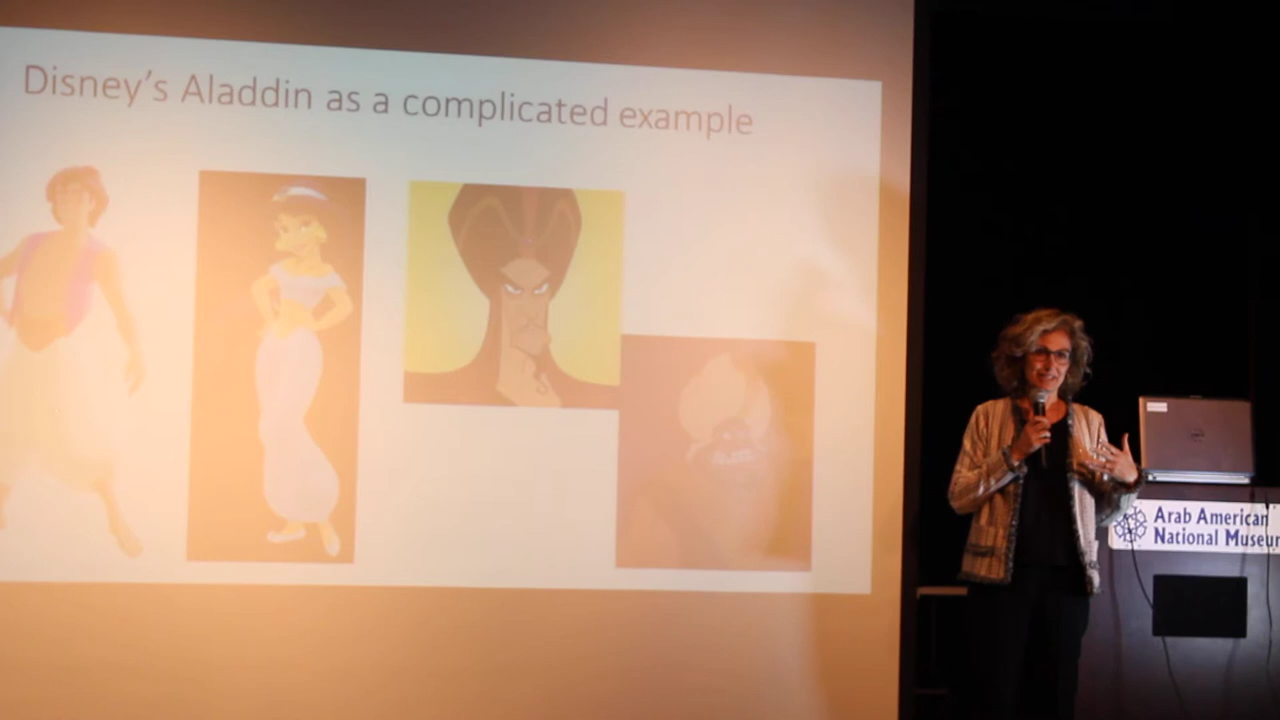 Disney's Aladdin as a complicated example
Arab American
National Museum